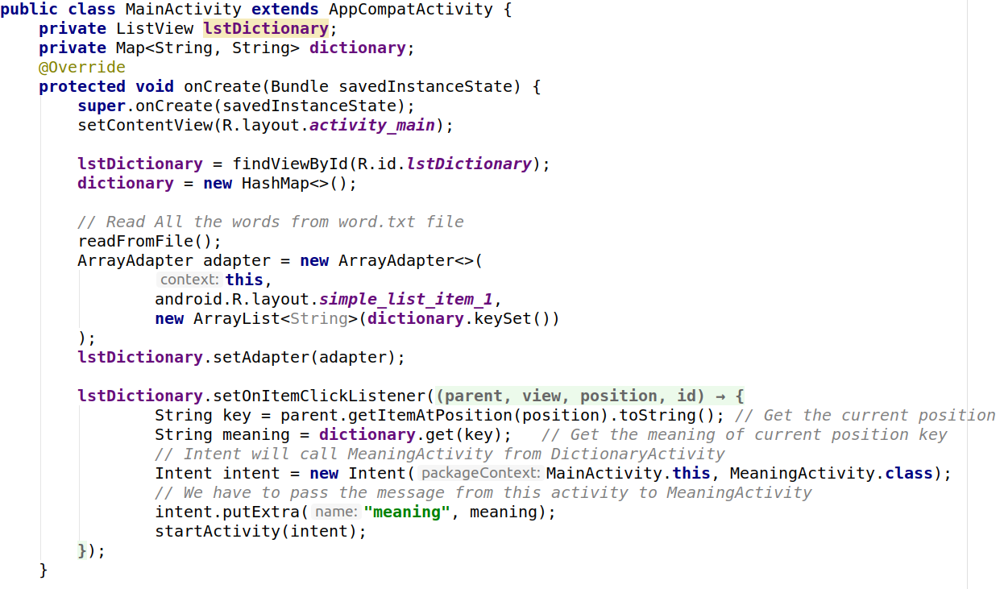 public class MainActivity extends AppCompatActivity {
    private ListView lstDictionary;
    private Map<String, String> dictionary;
    @Override
    protected void onCreate(Bundle savedInstanceState) {
        super.onCreate(savedInstanceState);
        setContentView(R.layout.activity_main);

        lstDictionary = findViewById(R.id.lstDictionary);
        dictionary = new HashMap<>();

        // Read All the words from word.txt file
        readFromFile();
        ArrayAdapter adapter = new ArrayAdapter<>(
                context: this,
                android.R.layout.simple_list_item_1,
                new ArrayList<String>(dictionary.keySet())
        );
        lstDictionary.setAdapter(adapter);

        lstDictionary.setOnItemClickListener((parent, view, position, id) → {
                String key = parent.getItemAtPosition(position).toString(); // Get the current position
                String meaning = dictionary.get(key);   // Get the meaning of current position key
                // Intent will call MeaningActivity from DictionaryActivity
                Intent intent = new Intent( packageContext: MainActivity.this, MeaningActivity.class);
                // We have to pass the message from this activity to MeaningActivity
                intent.putExtra( name: "meaning", meaning);
                startActivity(intent);
        });
    }